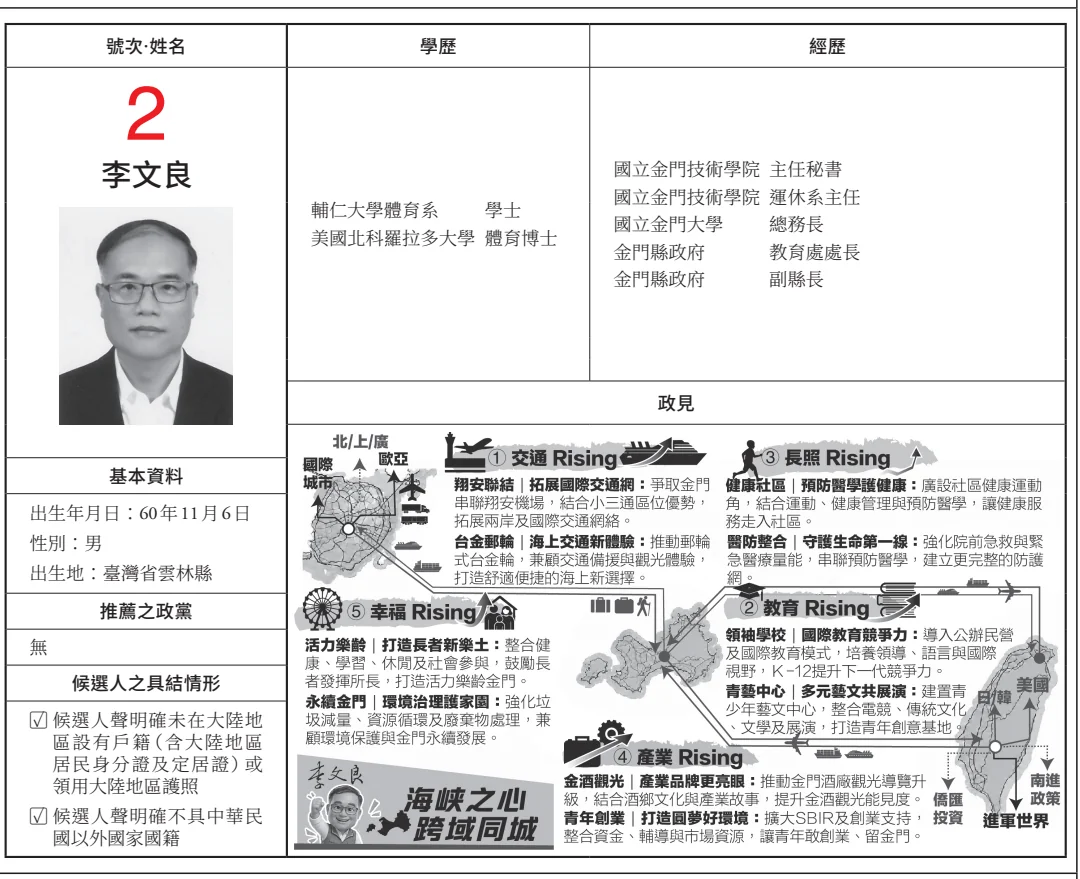 號次·姓名
2
李文良
基本資料
出生年月日：60年11月6日
性別：男
出生地：臺灣省雲林縣
推薦之政黨
無
候選人之具結情形
☑ 候選人聲明確未在大陸地
區設有戶籍（含大陸地區
居民身分證及定居證）或
領用大陸地區護照
☑ 候選人聲明確不具中華民
國以外國家國籍
學歷
輔仁大學體育系 學士
美國北科羅拉多大學 體育博士
經歷
國立金門技術學院 主任秘書
國立金門技術學院 運休系主任
國立金門大學 總務長
金門縣政府 教育處處長
金門縣政府 副縣長
政見
北/上/廣
國際
城市
歐亞
① 交通 Rising
翔安聯結｜拓展國際交通網：爭取金門
串聯翔安機場，結合小三通區位優勢，
拓展兩岸及國際交通網絡。
台金郵輪｜海上交通新體驗：推動郵輪
式台金輪，兼顧交通備援與觀光體驗，
打造舒適便捷的海上新選擇。
③ 長照 Rising
健康社區｜預防醫學護健康：廣設社區健康運動
角，結合運動、健康管理與預防醫學，讓健康服
務走入社區。
醫防整合｜守護生命第一線：強化院前急救與緊
急醫療量能，串聯預防醫學，建立更完整的防護
網。
⑤ 幸福 Rising
活力樂齡｜打造長者新樂土：整合健
康、學習、休閒及社會參與，鼓勵長
者發揮所長，打造活力樂齡金門。
永續金門｜環境治理護家園：強化垃
圾減量、資源循環及廢棄物處理，兼
顧環境保護與金門永續發展。
② 教育 Rising
領袖學校｜國際教育競爭力：導入公辦民營
及國際教育模式，培養領導、語言與國際
視野，K-12提升下一代競爭力。
青藝中心｜多元藝文共展演：建置青
少年藝文中心，整合電競、傳統文化
、文學及展演，打造青年創意基地。
日/韓
美國
④ 產業 Rising
金酒觀光｜產業品牌更亮眼：推動金門酒廠觀光導覽升
級，結合酒鄉文化與產業故事，提升金酒觀光能見度。
青年創業｜打造圓夢好環境：擴大SBIR及創業支持，
整合資金、輔導與市場資源，讓青年敢創業、留金門。
僑匯
投資
進軍世界
南進
政策
李文良
海峽之心
跨域同城